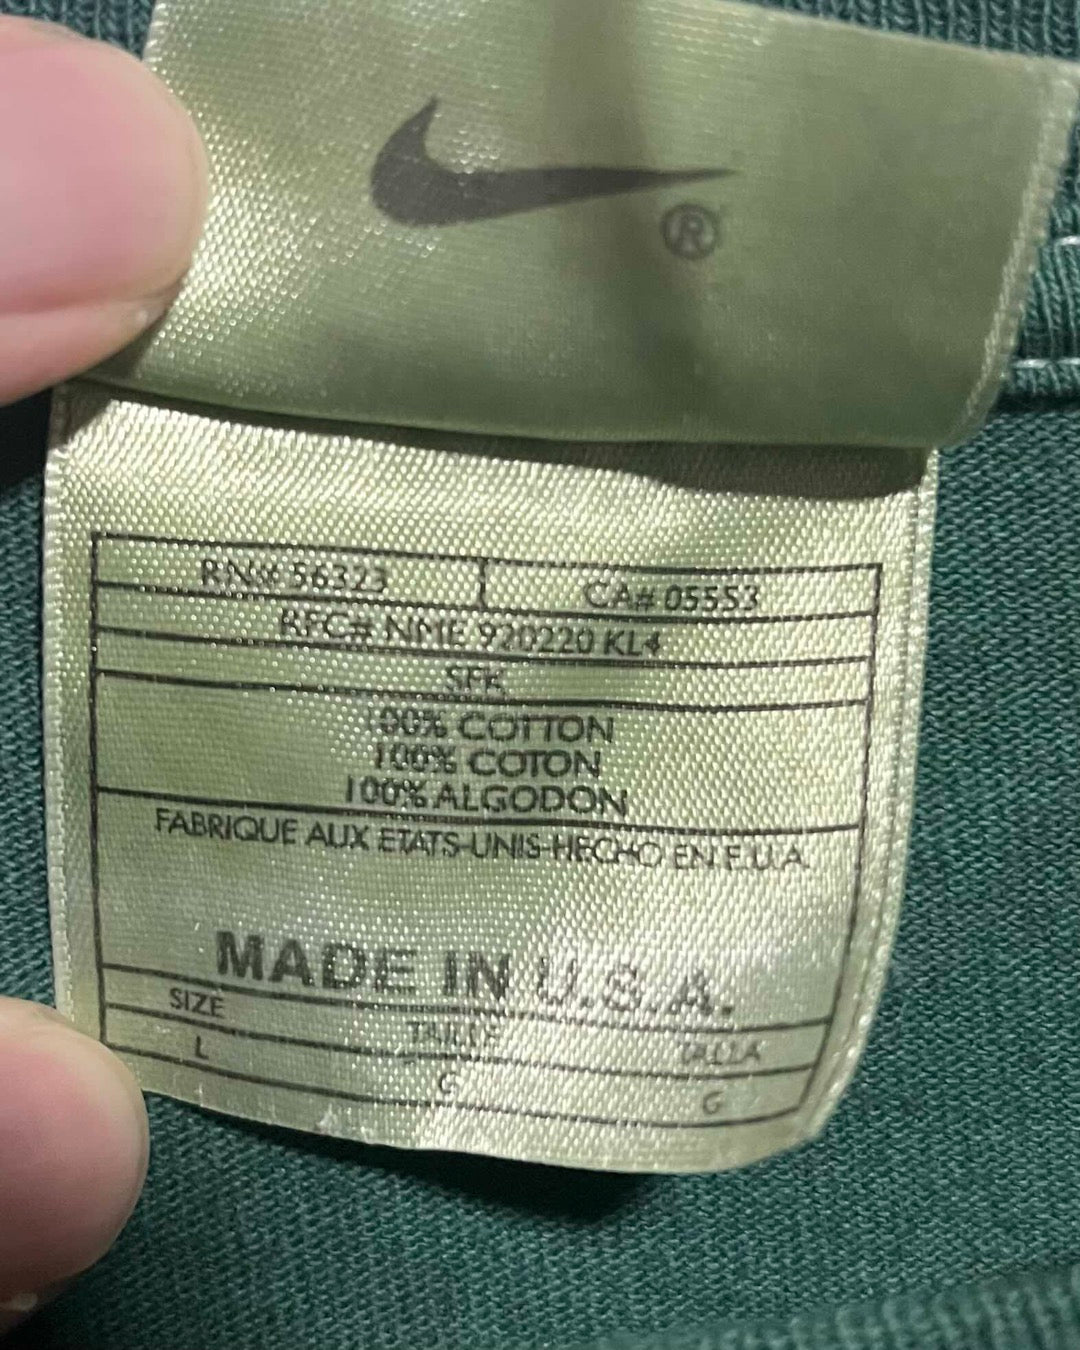 ®
RN# 56323 CA# 05553
RFC# NME 920220 KL4
SFK
100% COTTON
100% COTON
100% ALGODON
FABRIQUE AUX ETATS-UNIS-HECHO EN E.U.A.
MADE IN U.S.A.
SIZE TAILLE TALLA
L G G